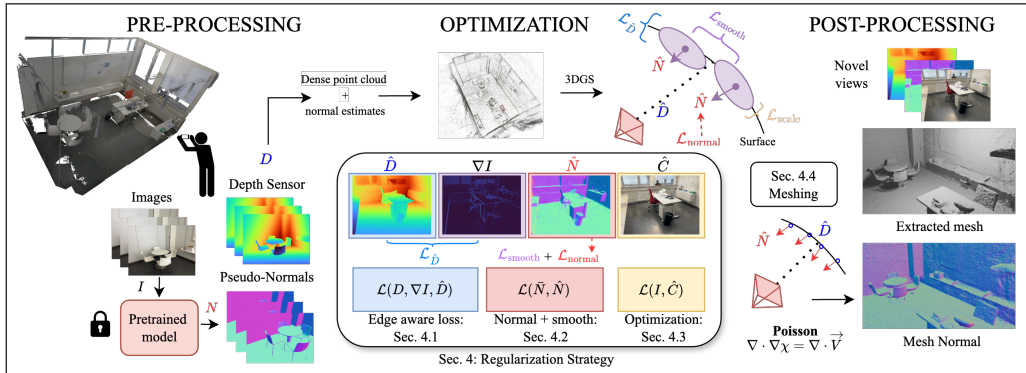 PRE-PROCESSING
OPTIMIZATION
POST-PROCESSING
D
Dense point cloud
+
normal estimates
3DGS
ℒ_D̂
ℒ_smooth
N̂
N̂
D̂
ℒ_scale
ℒ_normal
Surface
Novel
views
Images
Depth Sensor
Pseudo-Normals
I
Pretrained
model
N
D̂
∇I
N̂
Ĉ
ℒ_D̂
ℒ_smooth + ℒ_normal
ℒ(D, ∇I, D̂)
ℒ(N̄, N̂)
ℒ(I, Ĉ)
Edge aware loss:
Sec. 4.1
Normal + smooth:
Sec. 4.2
Optimization:
Sec. 4.3
Sec. 4: Regularization Strategy
Sec. 4.4
Meshing
N̂
D̂
Poisson
∇ · ∇χ = ∇ · V⃗
Extracted mesh
Mesh Normal